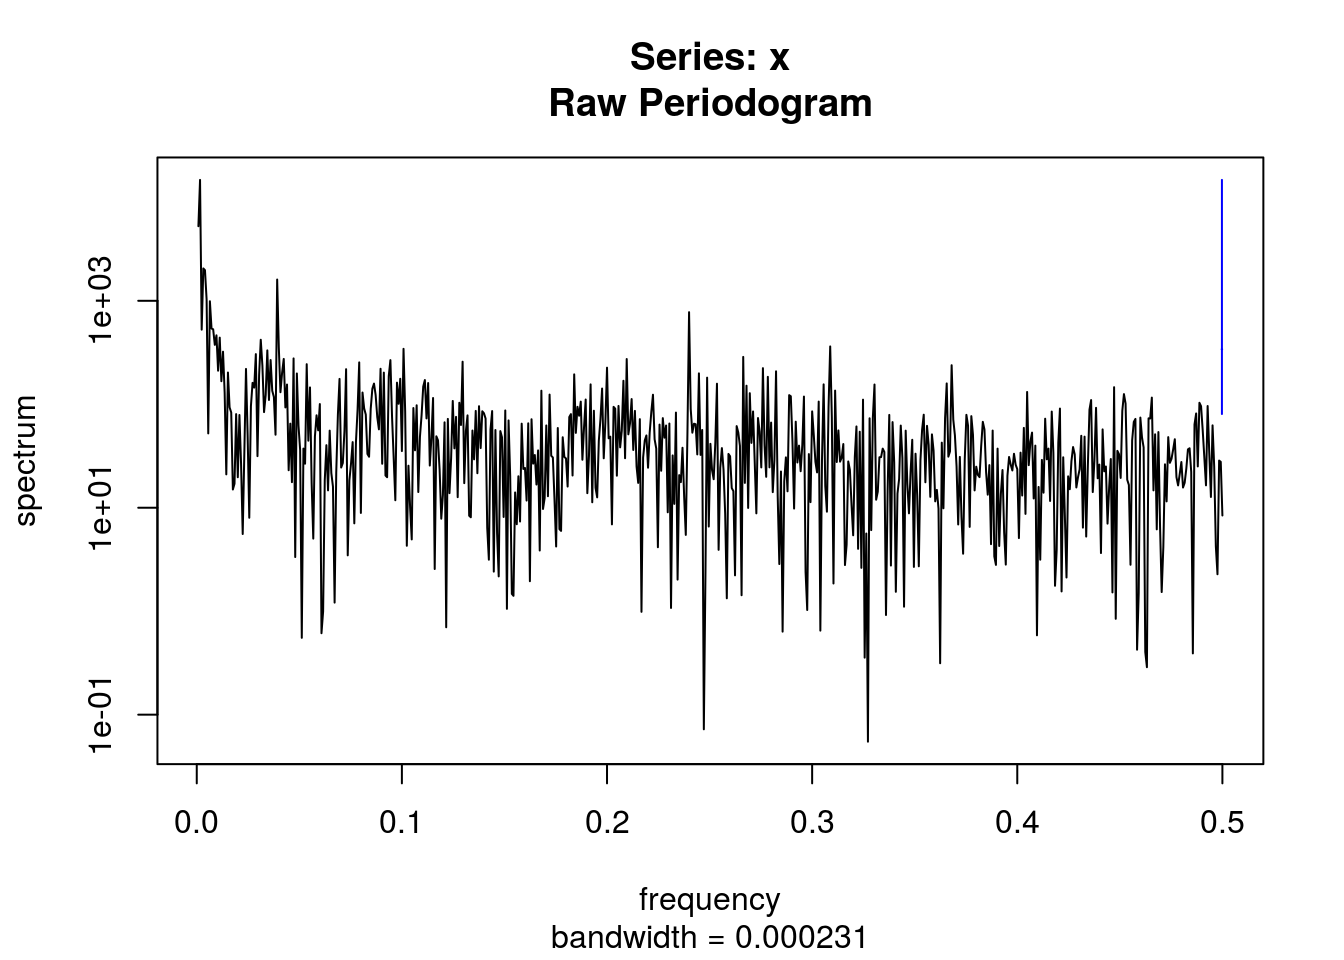 Series: x
Raw Periodogram
spectrum
1e+03
1e+01
1e-01
0.0 0.1 0.2 0.3 0.4 0.5
frequency
bandwidth = 0.000231